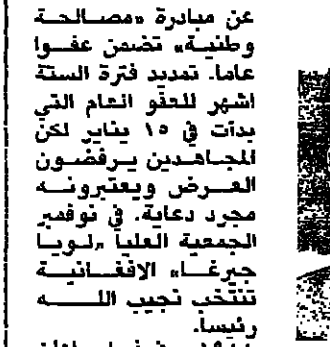 عن مبادرة «مصالحة
وطنية» تضمن عفوا
عاما. تمديد فترة الستة
اشهر للعفو العام التي
بدأت في ١٥ يناير لكن
المجاهدين يرفضون
العرض ويعتبرونه
مجرد دعاية. في نوفمبر
الجمعية العليا «لويا
جيرغا» الافغانية
تنتخب نجيب الله
رئيسا.